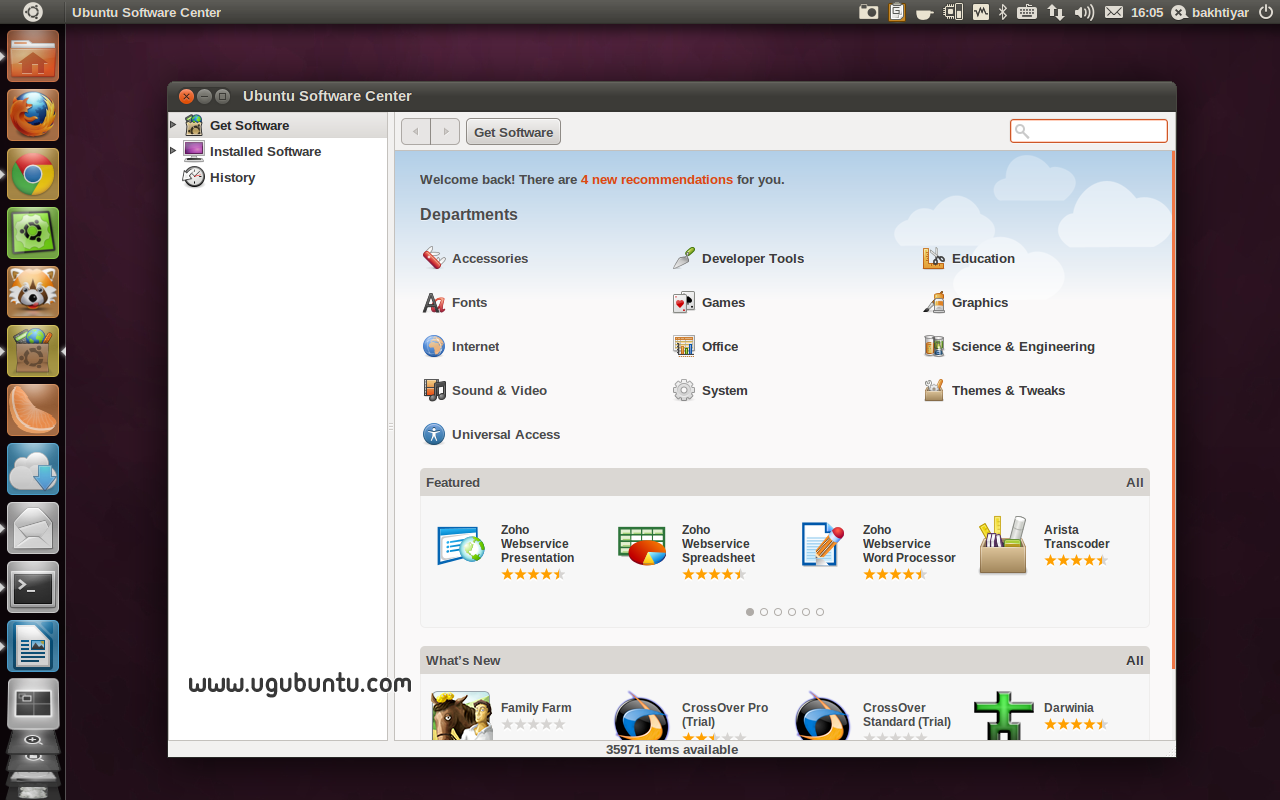 Ubuntu Software Center
16:05
bakhtiyar
Ubuntu Software Center
Get Software
Installed Software
History
Get Software
Welcome back! There are 4 new recommendations for you.
Departments
Accessories
Developer Tools
Education
Fonts
Games
Graphics
Internet
Office
Science & Engineering
Sound & Video
System
Themes & Tweaks
Universal Access
Featured
All
Zoho
Webservice
Presentation
Zoho
Webservice
Spreadsheet
Zoho
Webservice
Word Processor
Arista
Transcoder
What's New
All
Family Farm
CrossOver Pro
(Trial)
CrossOver
Standard (Trial)
Darwinia
www.ugubuntu.com
35971 items available